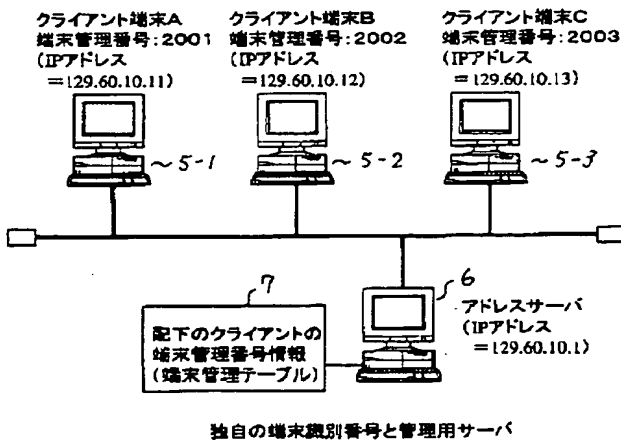 クライアント端末A
端末管理番号:2001
(IPアドレス
=129.60.10.11)
クライアント端末B
端末管理番号:2002
(IPアドレス
=129.60.10.12)
クライアント端末C
端末管理番号:2003
(IPアドレス
=129.60.10.13)
~5-1
~5-2
~5-3
7
配下のクライアントの
端末管理番号情報
(端末管理テーブル)
6
アドレスサーバ
(IPアドレス
=129.60.10.1)
独自の端末識別番号と管理用サーバ